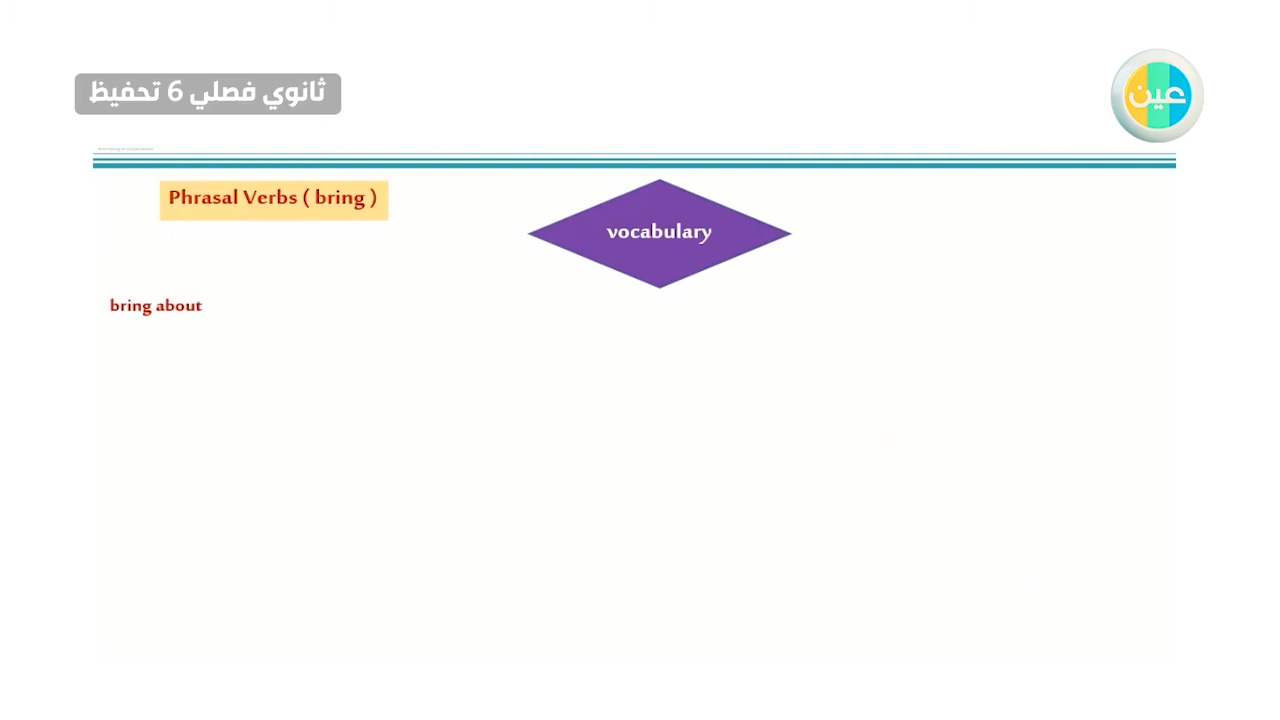 ثانوي فصلي 6 تحفيظ
عين
Phrasal Verbs ( bring )
vocabulary
bring about